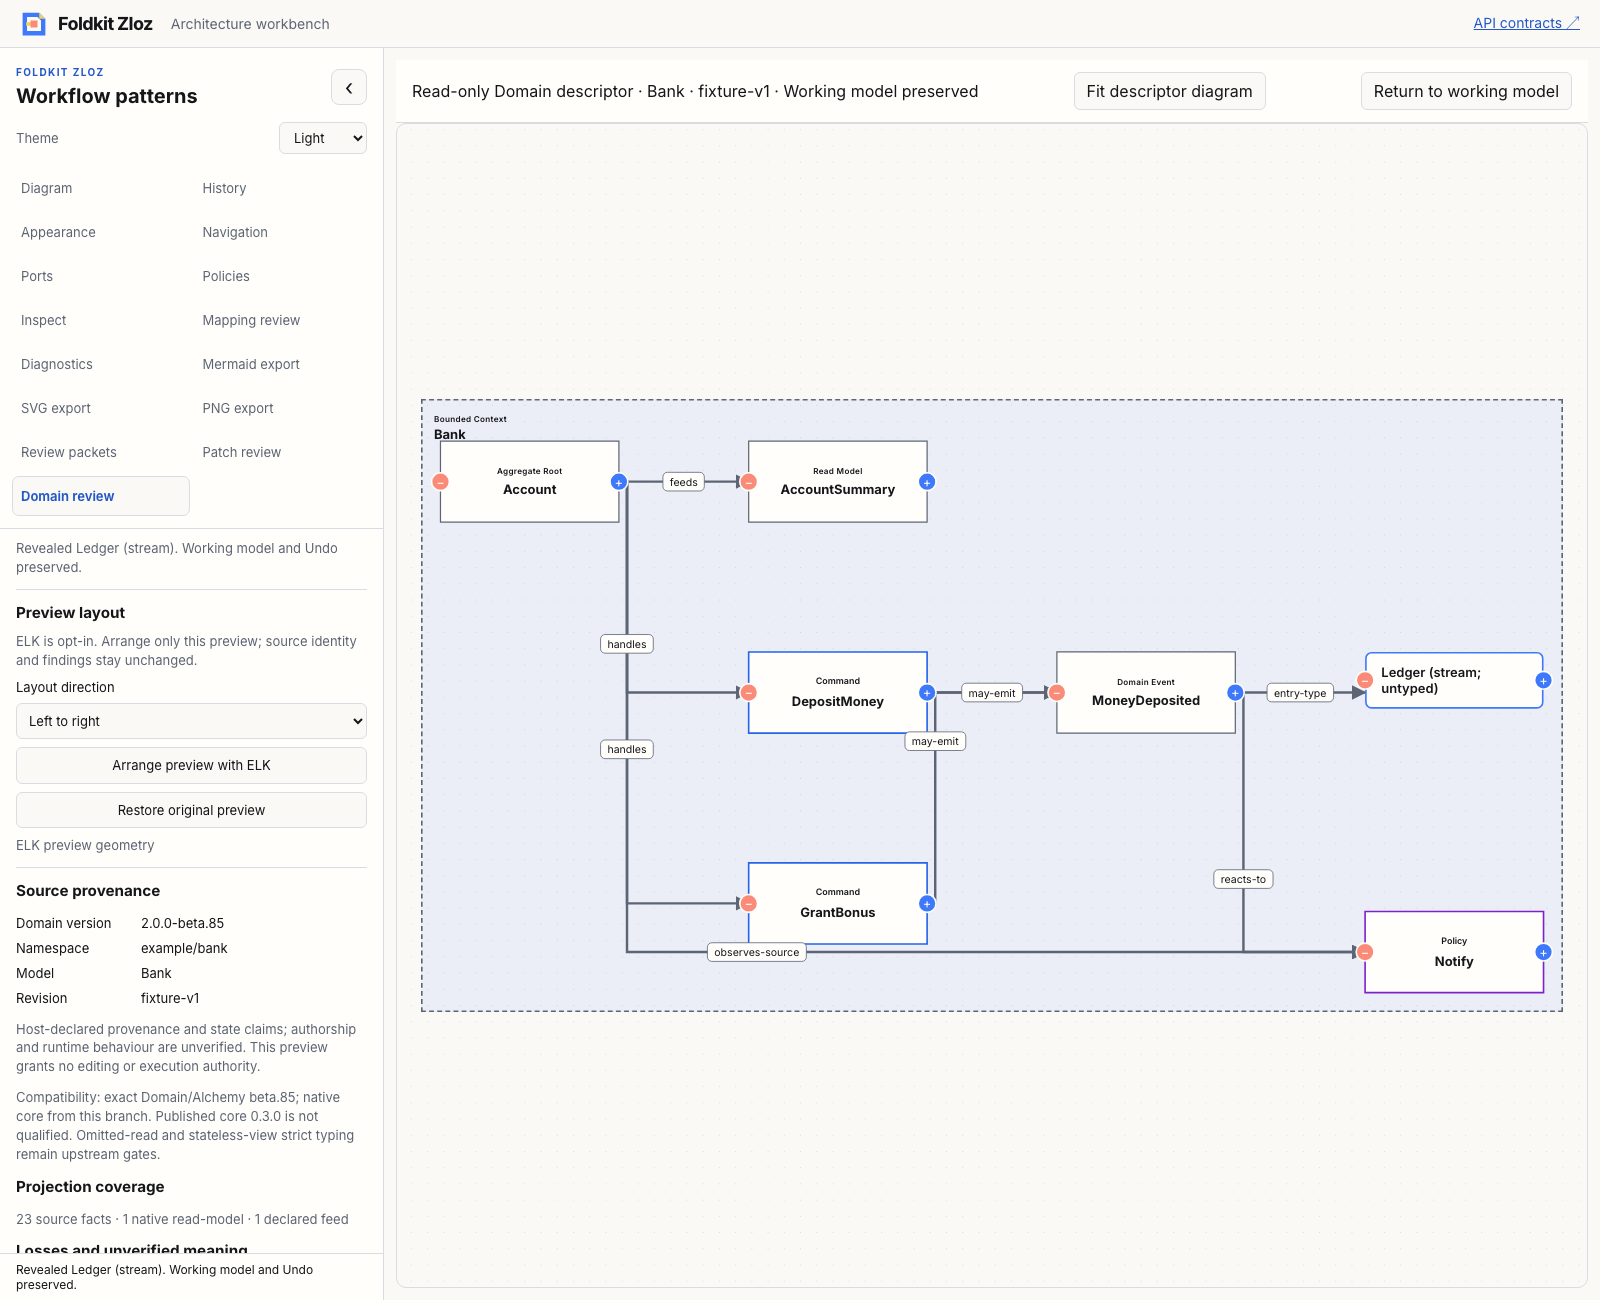 Foldkit Zloz
Architecture workbench
API contracts ↗
FOLDKIT ZLOZ
Workflow patterns
Theme
Light
Diagram
History
Appearance
Navigation
Ports
Policies
Inspect
Mapping review
Diagnostics
Mermaid export
SVG export
PNG export
Review packets
Patch review
Domain review
Revealed Ledger (stream). Working model and Undo
preserved.
Preview layout
ELK is opt-in. Arrange only this preview; source identity
and findings stay unchanged.
Layout direction
Left to right
Arrange preview with ELK
Restore original preview
ELK preview geometry
Source provenance
Domain version 2.0.0-beta.85
Namespace example/bank
Model Bank
Revision fixture-v1
Host-declared provenance and state claims; authorship
and runtime behaviour are unverified. This preview
grants no editing or execution authority.
Compatibility: exact Domain/Alchemy beta.85; native
core from this branch. Published core 0.3.0 is not
qualified. Omitted-read and stateless-view strict typing
remain upstream gates.
Projection coverage
23 source facts · 1 native read-model · 1 declared feed
Losses and unverified meaning
Revealed Ledger (stream). Working model and Undo
preserved.
Read-only Domain descriptor · Bank · fixture-v1 · Working model preserved
Fit descriptor diagram
Return to working model
Bounded Context
Bank
Aggregate Root
Account
feeds
Read Model
AccountSummary
handles
Command
DepositMoney
may-emit
Domain Event
MoneyDeposited
entry-type
Ledger (stream;
untyped)
handles
may-emit
Command
GrantBonus
reacts-to
observes-source
Policy
Notify